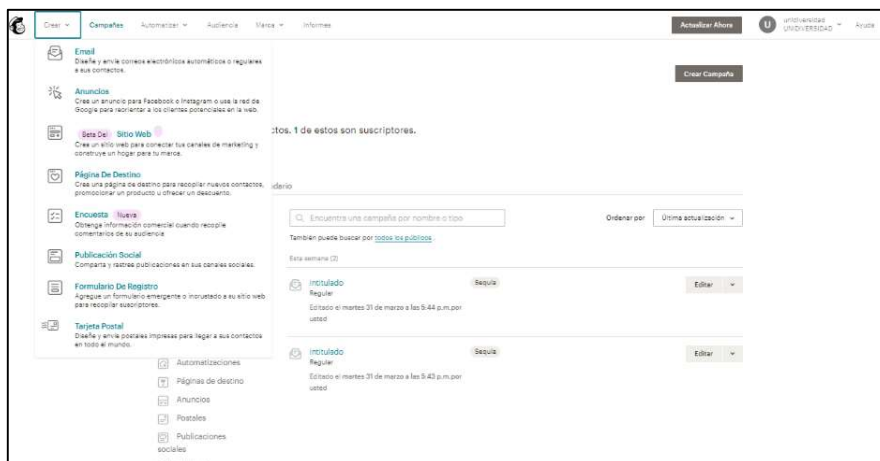 Crear Campañas Automatizar Audiencia Marca Informes Actualizar Ahora U unidiversidad Ayuda
UNIDIVERSIDAD
Email
Diseñe y envíe correos electrónicos automáticos o regulares
a sus contactos.
Crear Campaña
Anuncios
Cree un anuncio para Facebook o Instagram o use la red de
Google para reorientar a los clientes potenciales en la web.
Beta Del Sitio Web
Crea un sitio web para conectar tus canales de marketing y
construye un hogar para tu marca.
ctos. 1 de estos son suscriptores.
Página De Destino
Cree una página de destino para recopilar nuevos contactos,
promocionar un producto u ofrecer un descuento.
ndario
Encuesta Nueva
Obtenga información comercial cuando recopile
comentarios de su audiencia
Encuentra una campaña por nombre o tipo
Ordenar por Última actualización
También puede buscar por todos los públicos .
Publicación Social
Comparta y rastree publicaciones en sus canales sociales.
Esta semana (2)
Formulario De Registro
Agregue un formulario emergente o incrustado a su sitio web
para recopilar suscriptores.
Intitulado Sequía Editar
Regular
Editado el martes 31 de marzo a las 5:44 p.m.por
usted
Tarjeta Postal
Diseñe y envíe postales impresas para llegar a sus contactos
en todo el mundo.
Intitulado Sequía Editar
Regular
Editado el martes 31 de marzo a las 5:43 p.m.por
usted
Automatizaciones
Páginas de destino
Anuncios
Postales
Publicaciones
sociales